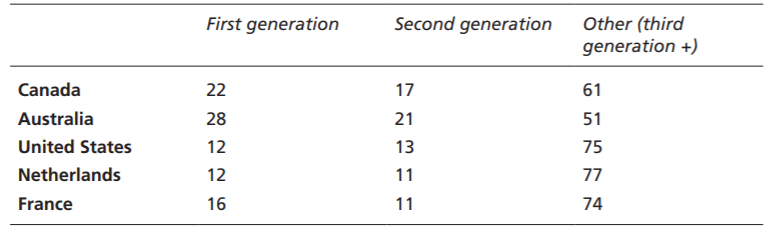 First generation Second generation Other (third
generation +)
Canada 22 17 61
Australia 28 21 51
United States 12 13 75
Netherlands 12 11 77
France 16 11 74